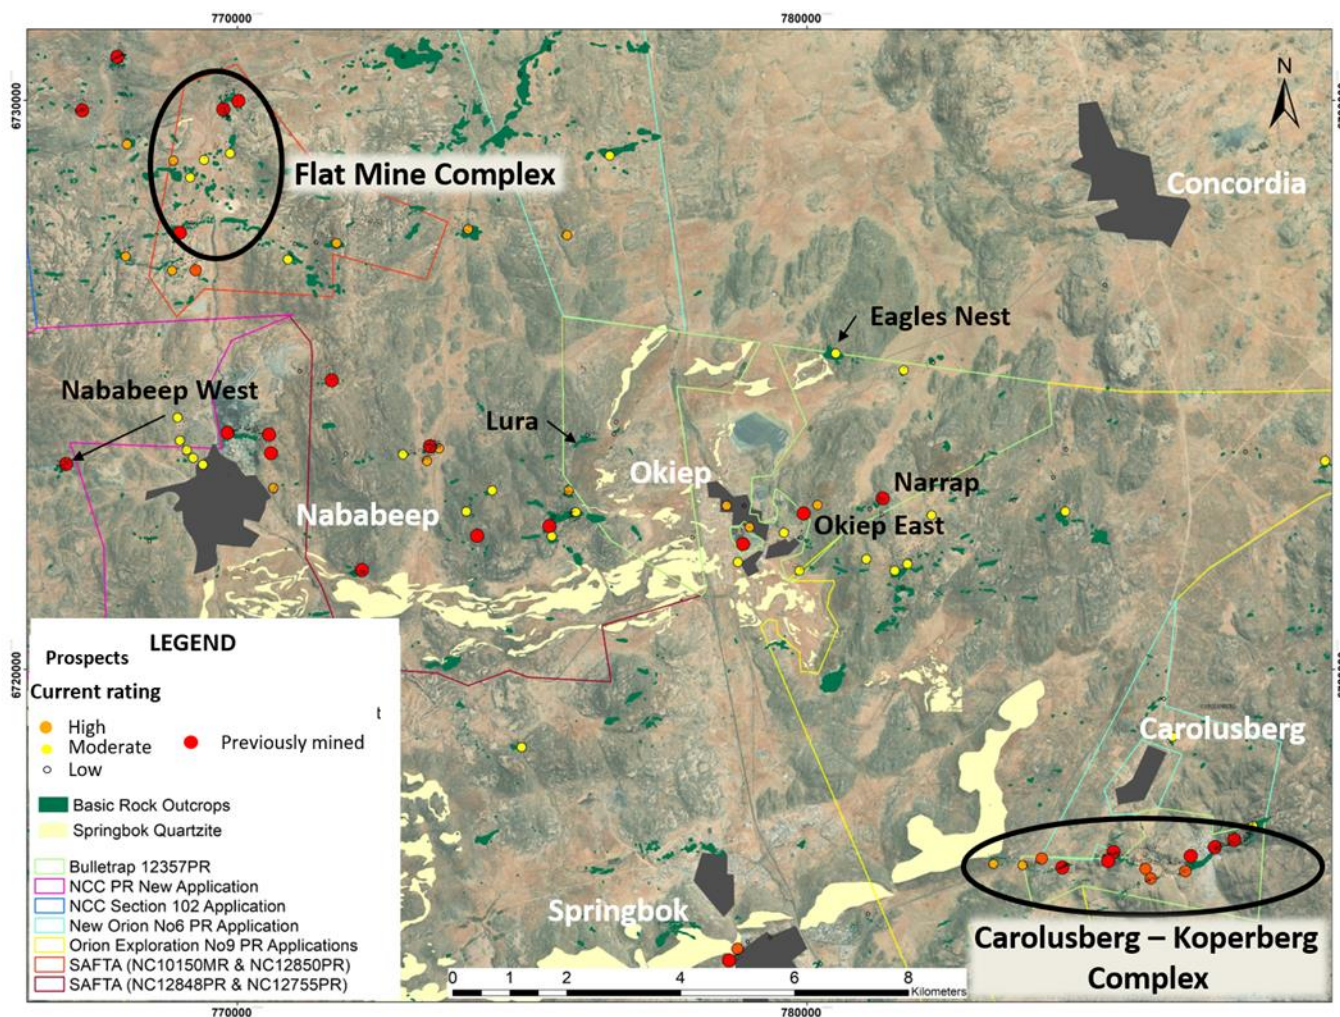 770000
780000
6730000
N
Concordia
Flat Mine Complex
Eagles Nest
Nababeep West
Lura
Okiep
Narrap
Nababeep
Okiep East
LEGEND
Prospects
Current rating
High
Moderate
Previously mined
Low
Basic Rock Outcrops
Springbok Quartzite
Bulletrap 12357PR
NCC PR New Application
NCC Section 102 Application
New Orion No6 PR Application
Orion Exploration No9 PR Applications
SAFTA (NC10150MR & NC12850PR)
SAFTA (NC12848PR & NC12755PR)
t
6720000
Carolusberg
Springbok
Carolusberg – Koperberg
Complex
0 2 4 6 8
Kilometers
770000
780000